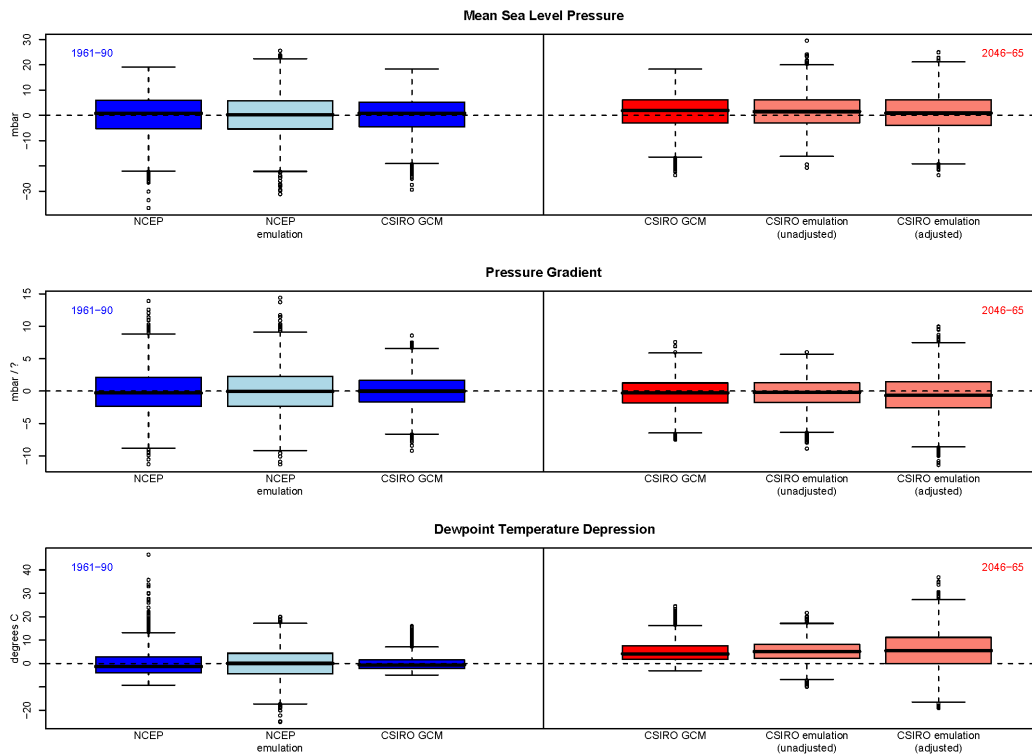 Mean Sea Level Pressure
1961−90
2046−65
mbar
30
20
10
0
−10
−30
NCEP
NCEP
emulation
CSIRO GCM
CSIRO GCM
CSIRO emulation
(unadjusted)
CSIRO emulation
(adjusted)
Pressure Gradient
1961−90
2046−65
mbar / ?
15
10
5
0
−5
−10
NCEP
NCEP
emulation
CSIRO GCM
CSIRO GCM
CSIRO emulation
(unadjusted)
CSIRO emulation
(adjusted)
Dewpoint Temperature Depression
1961−90
2046−65
degrees C
40
30
20
10
0
−20
NCEP
NCEP
emulation
CSIRO GCM
CSIRO GCM
CSIRO emulation
(unadjusted)
CSIRO emulation
(adjusted)